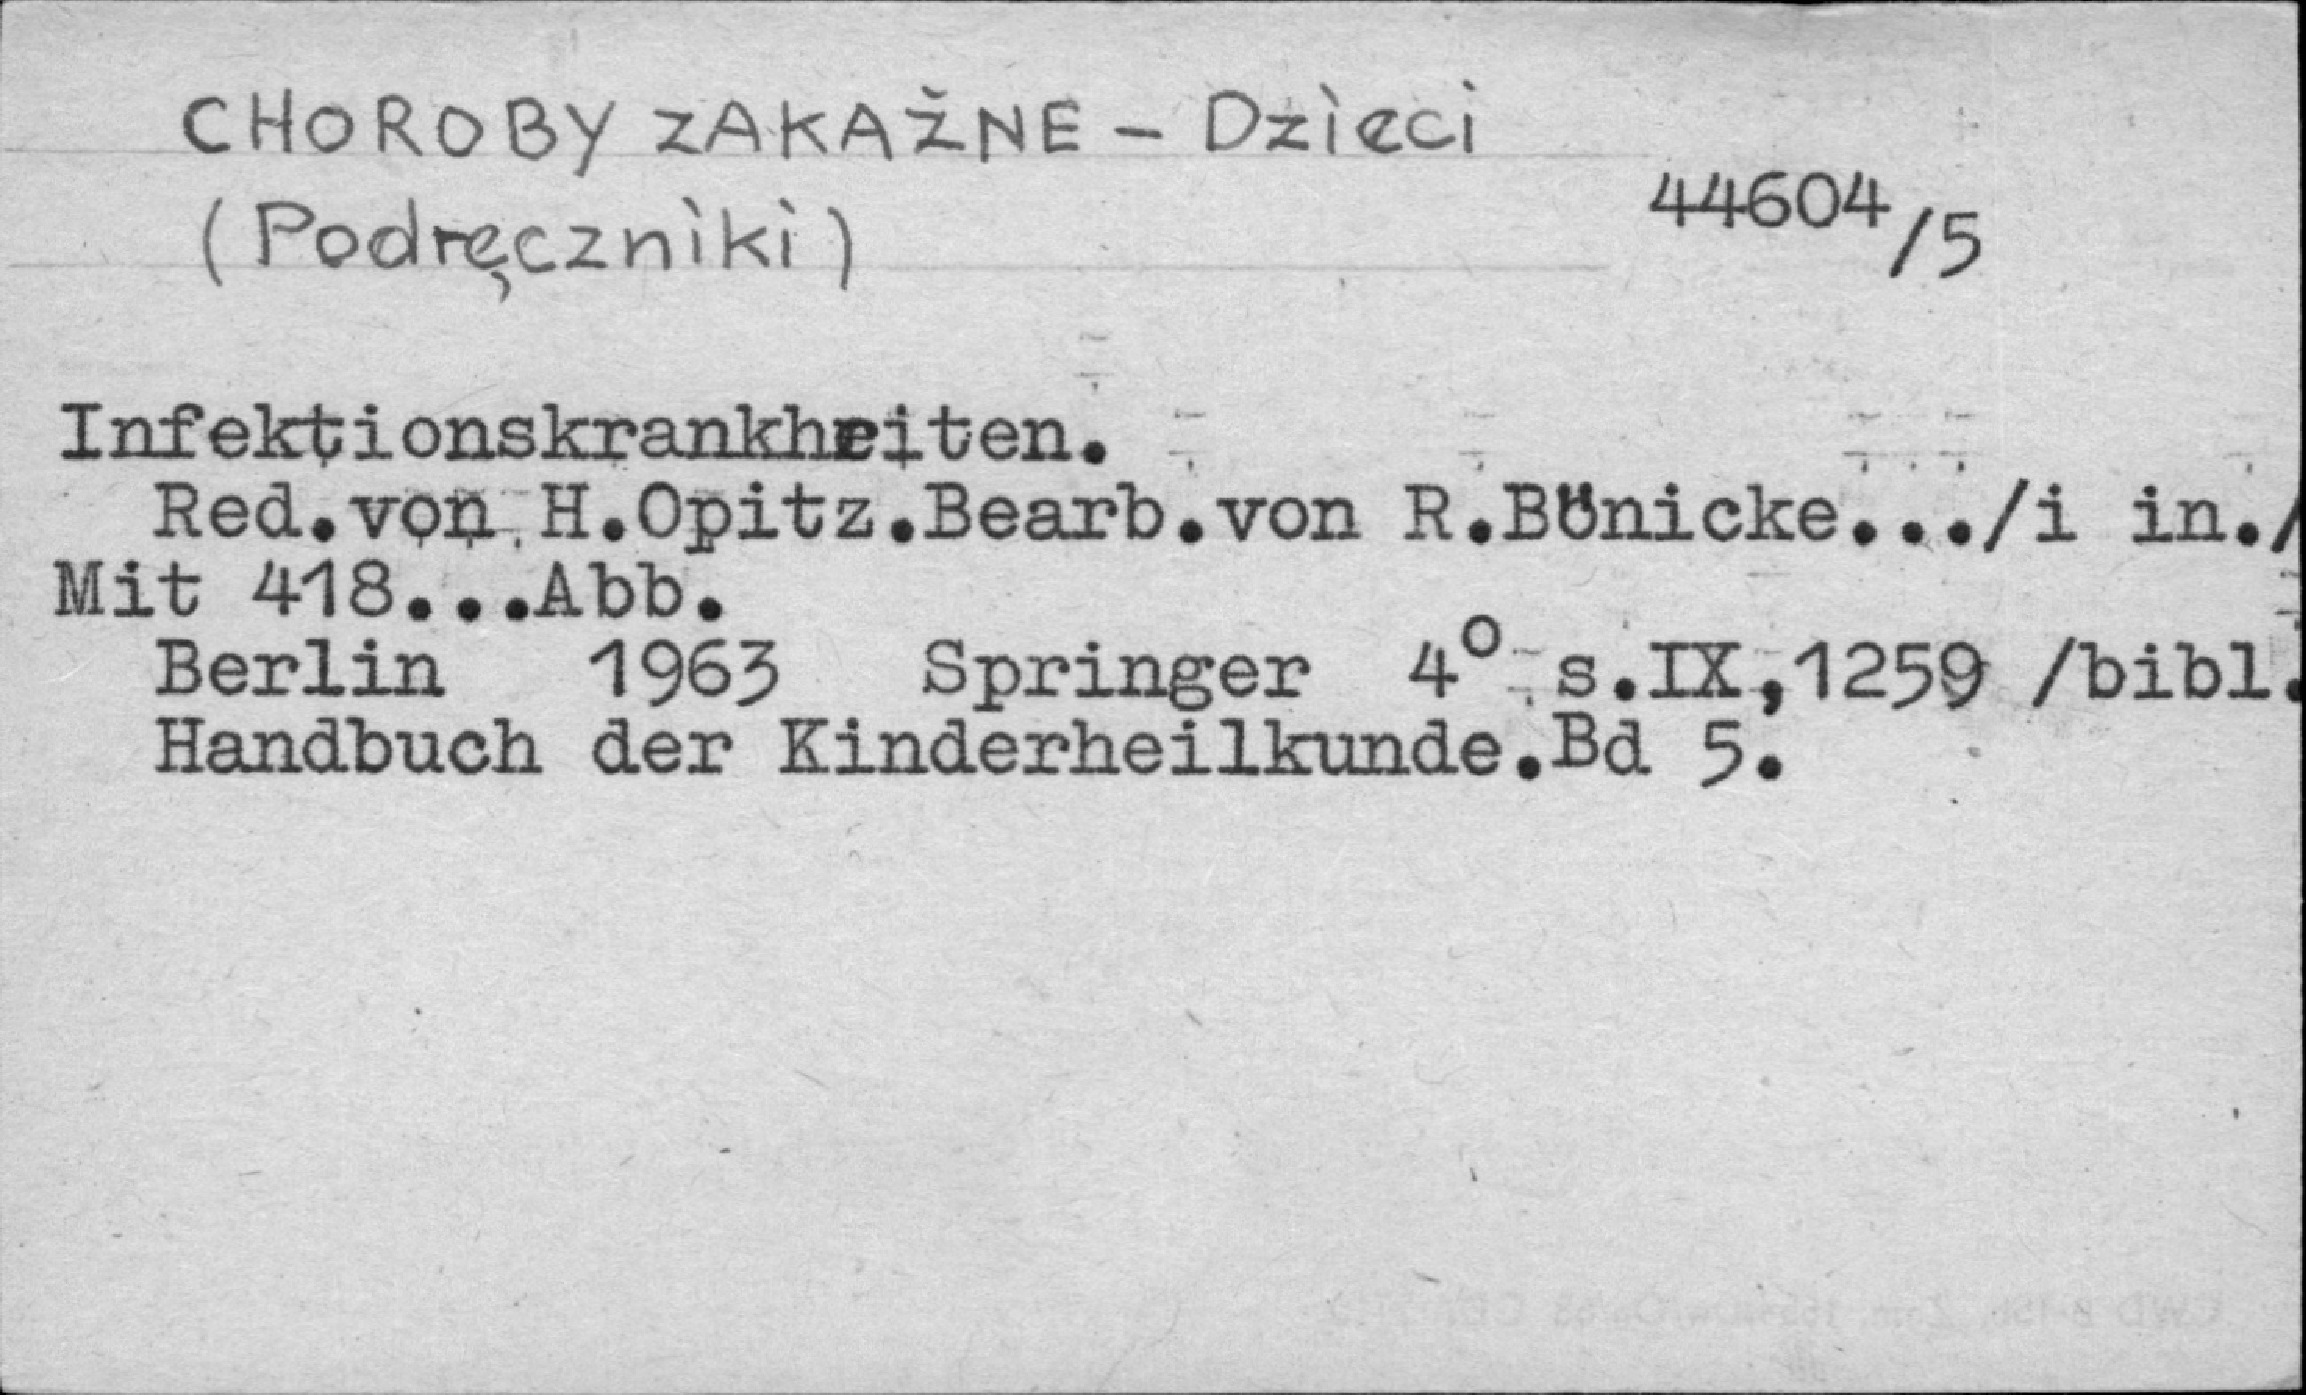 CHOROBY ZAKAŹNE - Dzieci
(Podręczniki)
44604/5
Infektionskrankheiten.
Red.von H.Opitz.Bearb.von R.Bönicke.../i in./
Mit 418...Abb.
Berlin 1963 Springer 4° s.IX,1259 /bibl.
Handbuch der Kinderheilkunde.Bd 5.